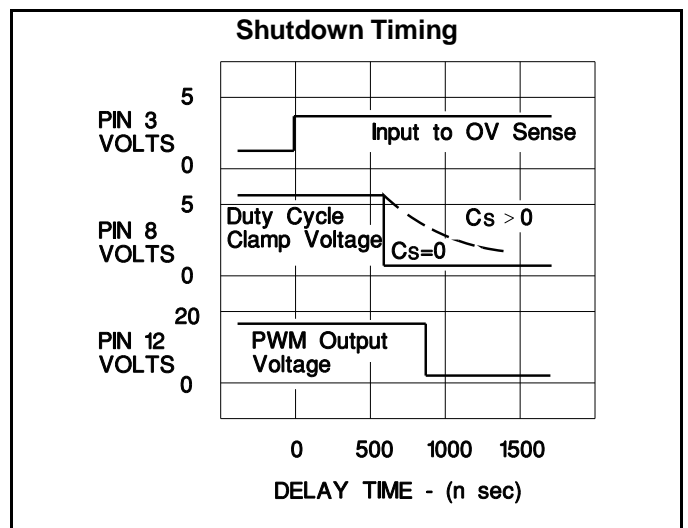 Shutdown Timing
5
PIN 3
VOLTS
0
Input to OV Sense
5
PIN 8
VOLTS
0
Duty Cycle
Clamp Voltage
Cs > 0
Cs=0
20
PIN 12
VOLTS
0
PWM Output
Voltage
0 500 1000 1500
DELAY TIME - (n sec)